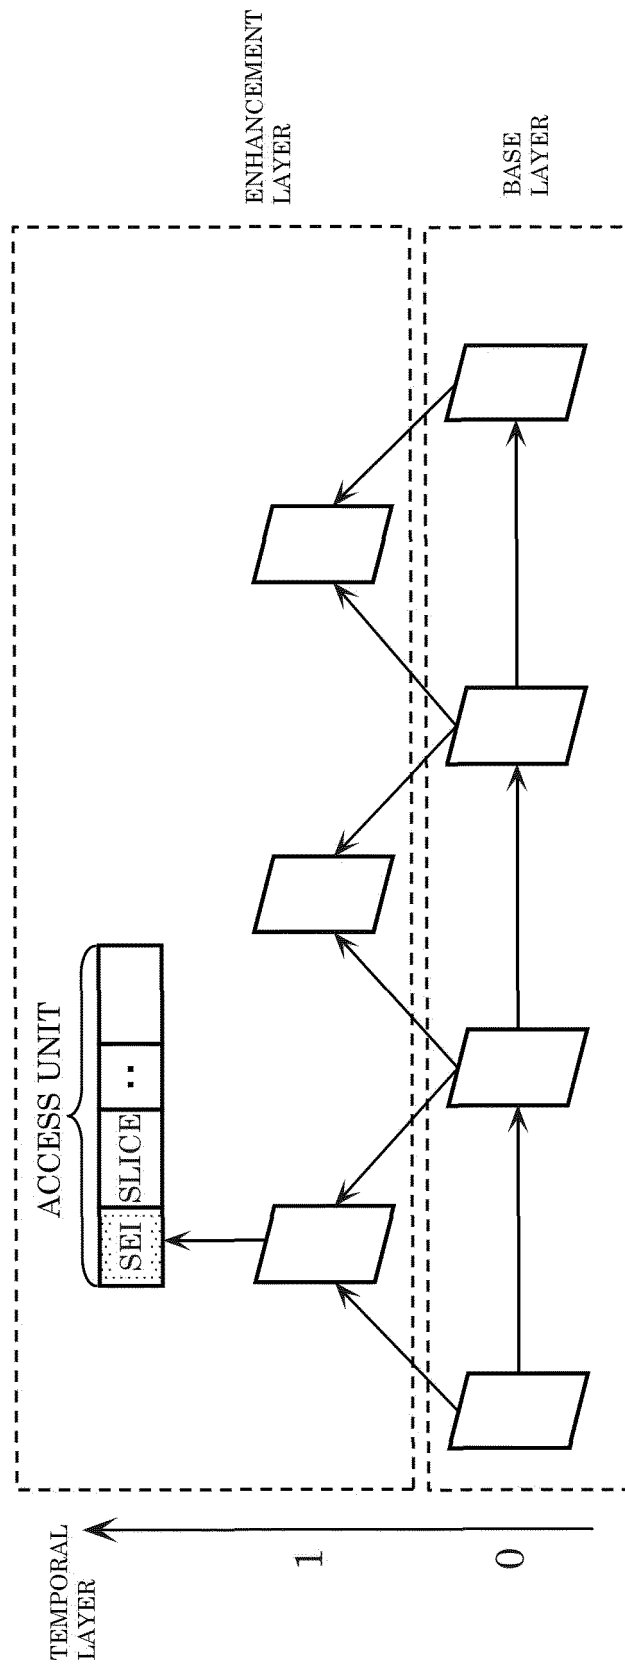 TEMPORAL
LAYER
1
0
ACCESS UNIT
SEI
SLICE
..
ENHANCEMENT
LAYER
BASE
LAYER